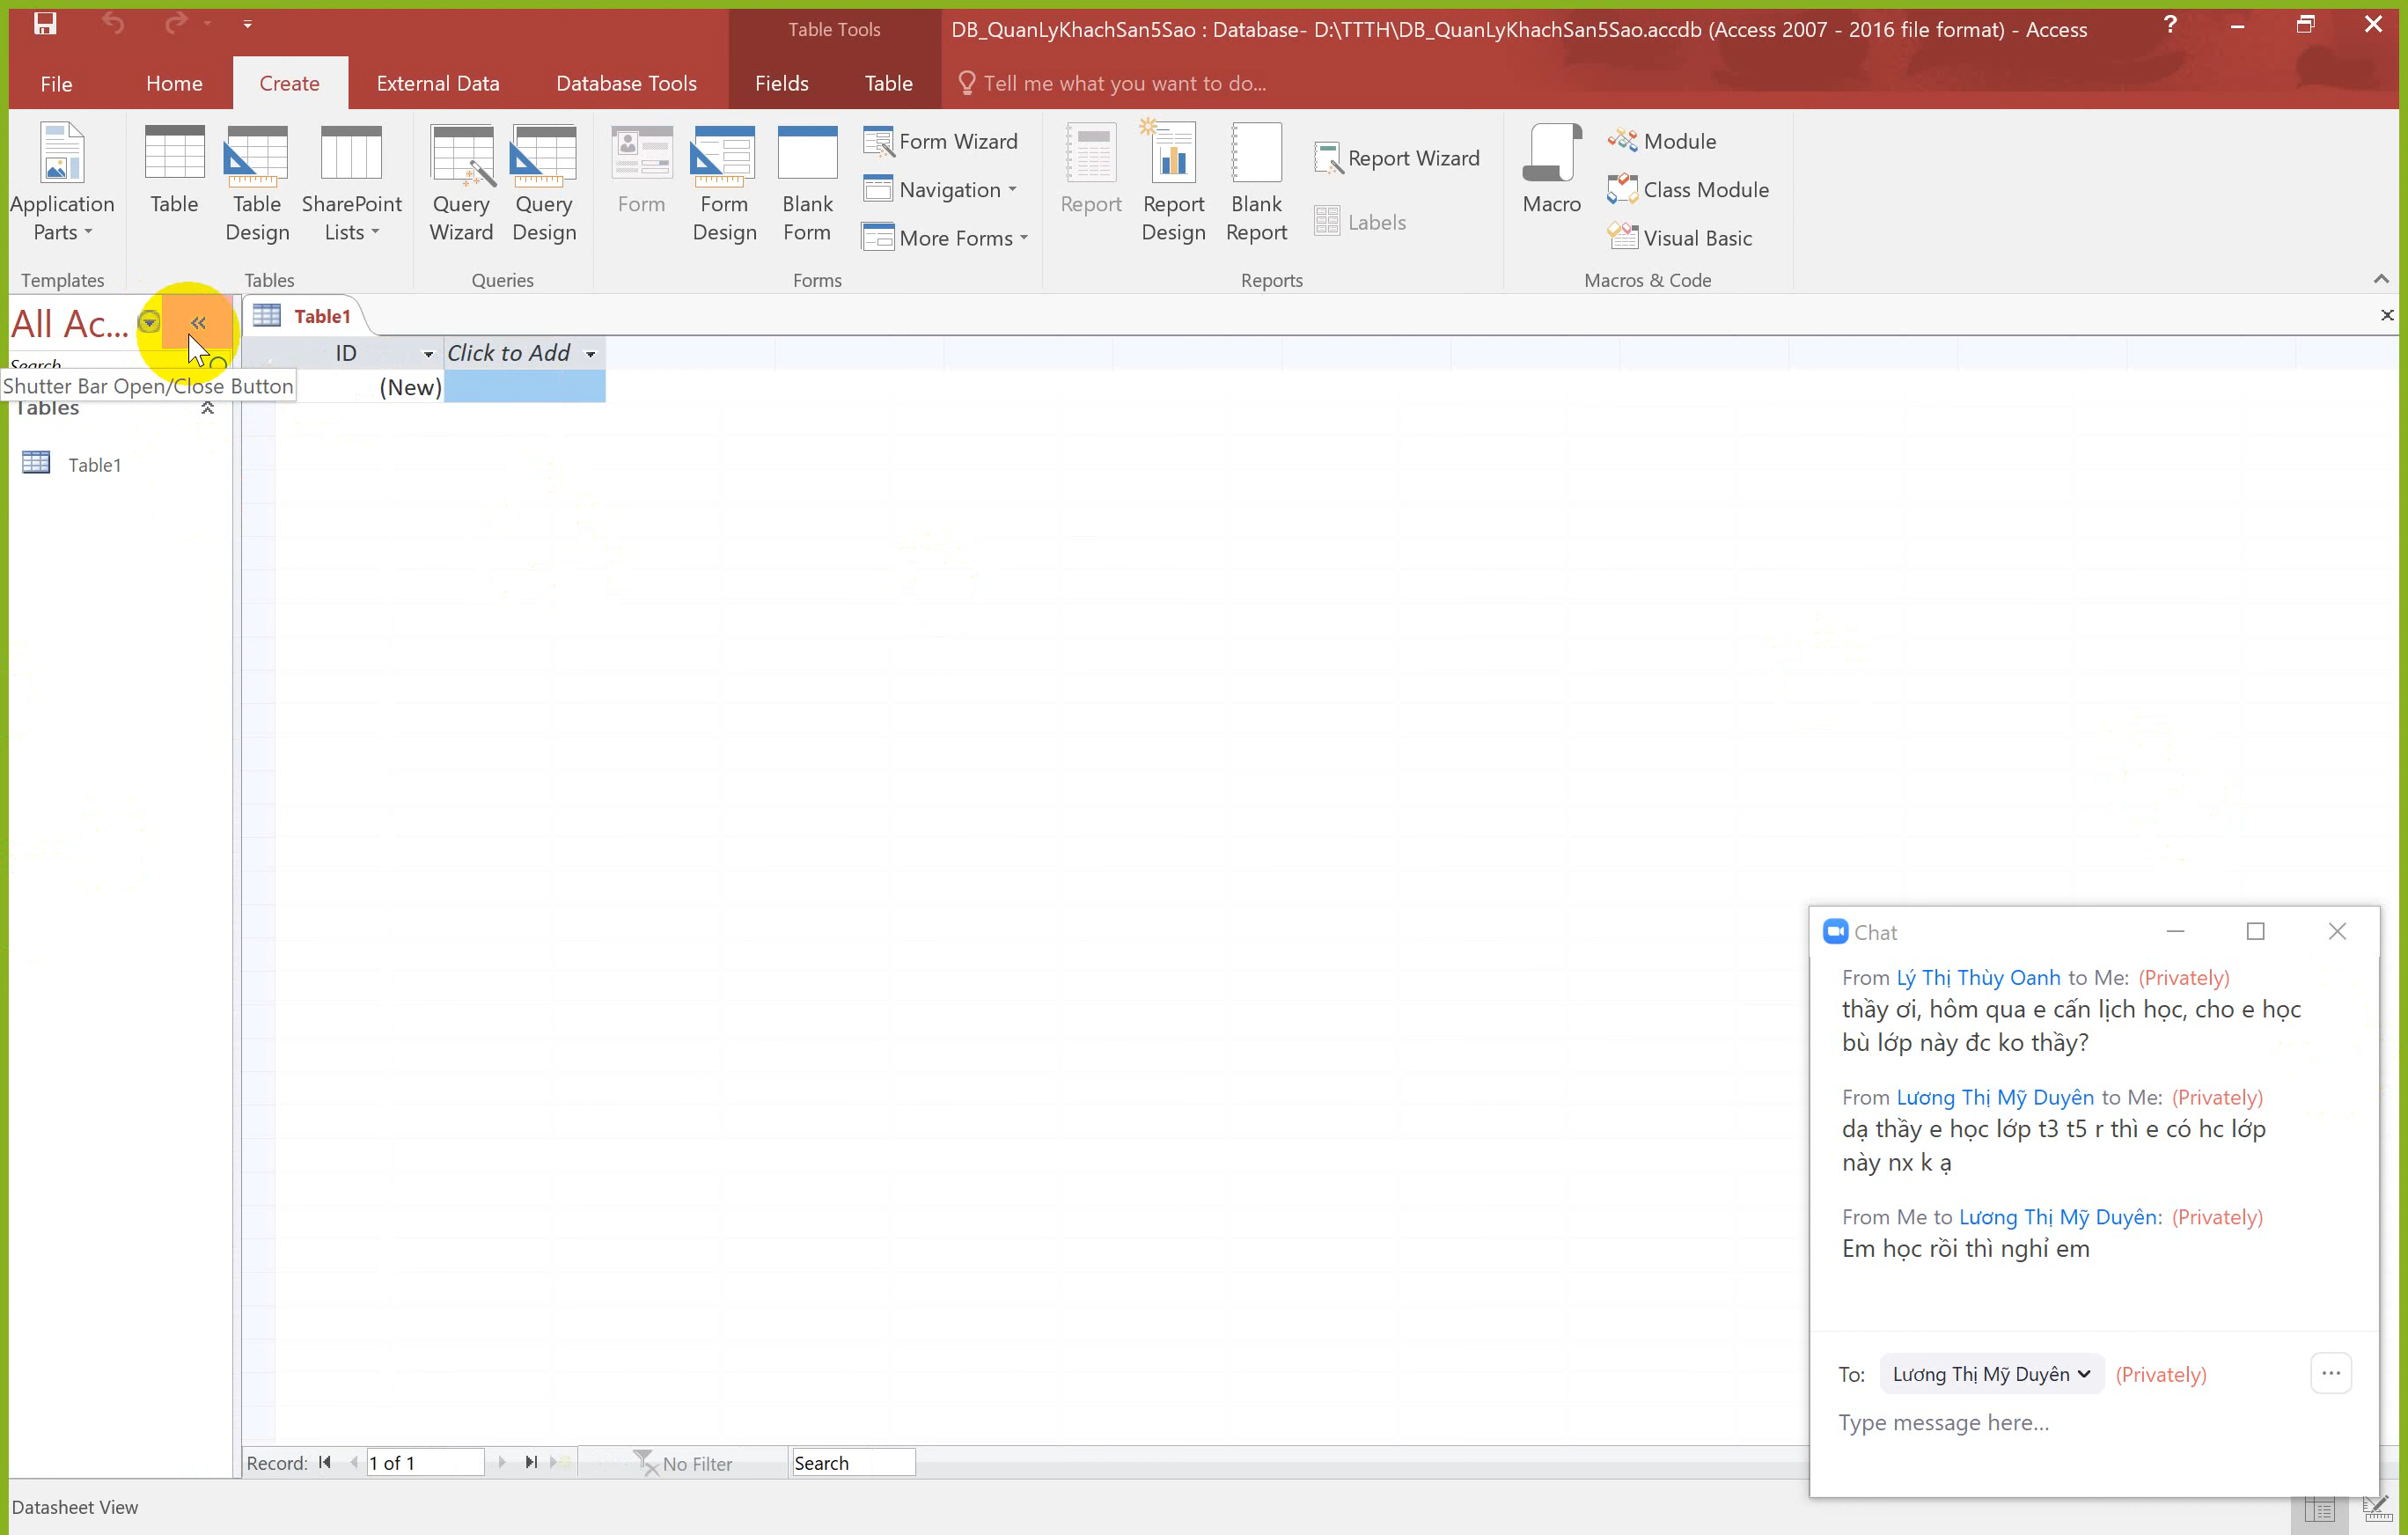 Table Tools
DB_QuanLyKhachSan5Sao : Database- D:\TTTH\DB_QuanLyKhachSan5Sao.accdb (Access 2007 - 2016 file format) - Access
?
File Home Create External Data Database Tools Fields Table Tell me what you want to do...
Application Parts
Table
Table Design
SharePoint Lists
Query Wizard
Query Design
Form
Form Design
Blank Form
Form Wizard
Navigation
More Forms
Report
Report Design
Blank Report
Report Wizard
Labels
Macro
Module
Class Module
Visual Basic
Templates Tables Queries Forms Reports Macros & Code
All Ac...
Search
Shutter Bar Open/Close Button
Tables
Table1
Table1
ID Click to Add
(New)
Chat
From Lý Thị Thùy Oanh to Me: (Privately)
thầy ơi, hôm qua e cấn lịch học, cho e học
bù lớp này đc ko thầy?
From Lương Thị Mỹ Duyên to Me: (Privately)
dạ thầy e học lớp t3 t5 r thì e có hc lớp
này nx k ạ
From Me to Lương Thị Mỹ Duyên: (Privately)
Em học rồi thì nghỉ em
To: Lương Thị Mỹ Duyên (Privately)
...
Type message here...
Record: 1 of 1 No Filter Search
Datasheet View